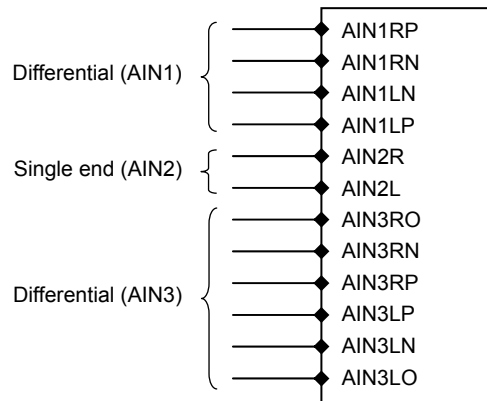 AIN1RP
AIN1RN
Differential (AIN1)
AIN1LN
AIN1LP
AIN2R
Single end (AIN2)
AIN2L
AIN3RO
AIN3RN
AIN3RP
Differential (AIN3)
AIN3LP
AIN3LN
AIN3LO